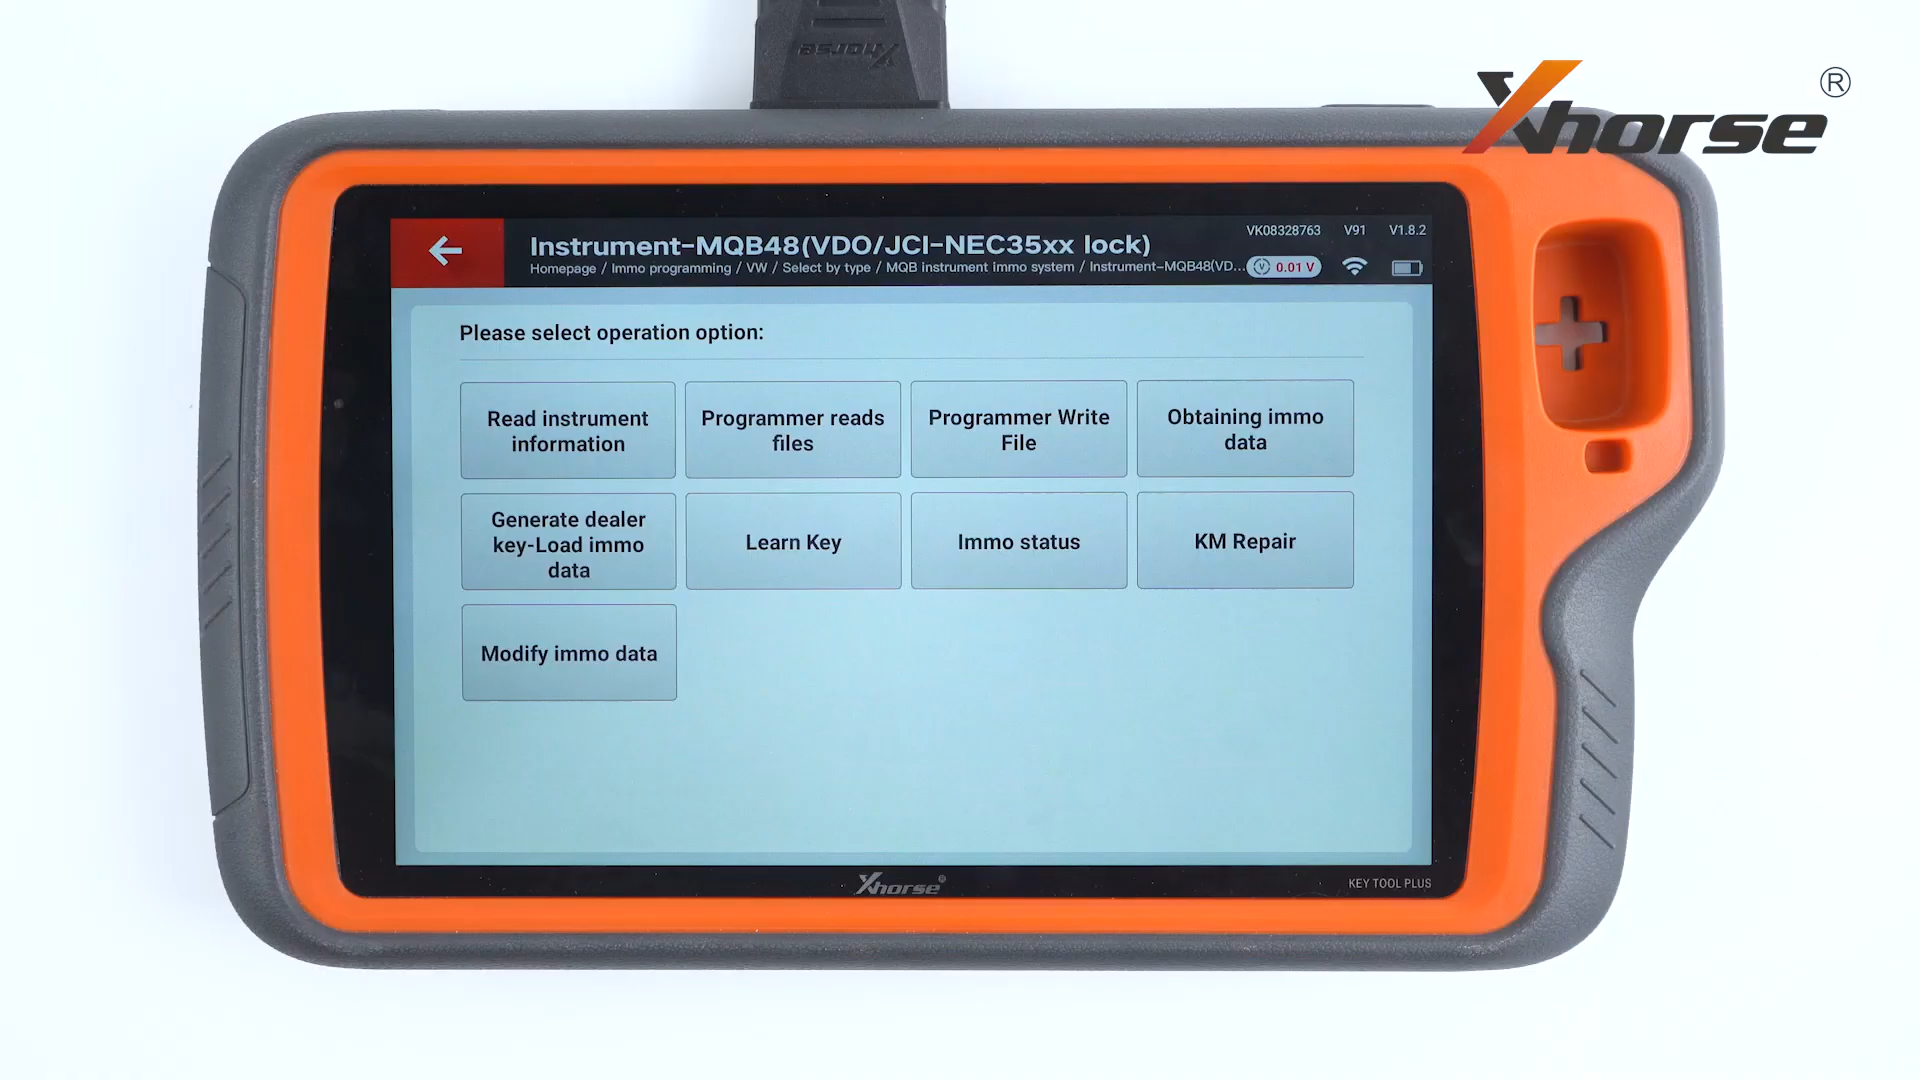 Xhorse
Xhorse®
Instrument-MQB48(VDO/JCI-NEC35xx lock)
VK08328763 V91 V1.8.2
Homepage / Immo programming / VW / Select by type / MQB instrument immo system / Instrument-MQB48(VD...
0.01 V
Please select operation option:
Read instrument
information
Programmer reads
files
Programmer Write
File
Obtaining immo
data
Generate dealer
key-Load immo
data
Learn Key
Immo status
KM Repair
Modify immo data
Xhorse®
KEY TOOL PLUS